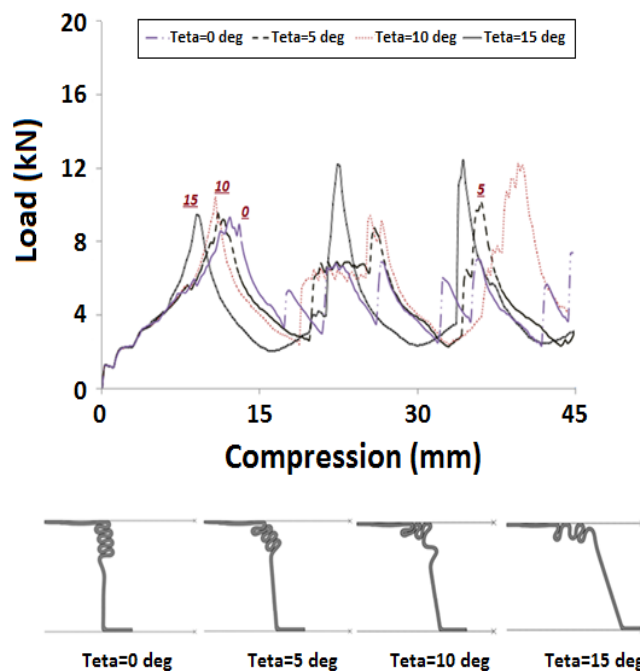 20
Teta=0 deg Teta=5 deg Teta=10 deg Teta=15 deg
16
Load (kN)
12
15 10 0 5
8
4
0
0 15 30 45
Compression (mm)
Teta=0 deg Teta=5 deg Teta=10 deg Teta=15 deg